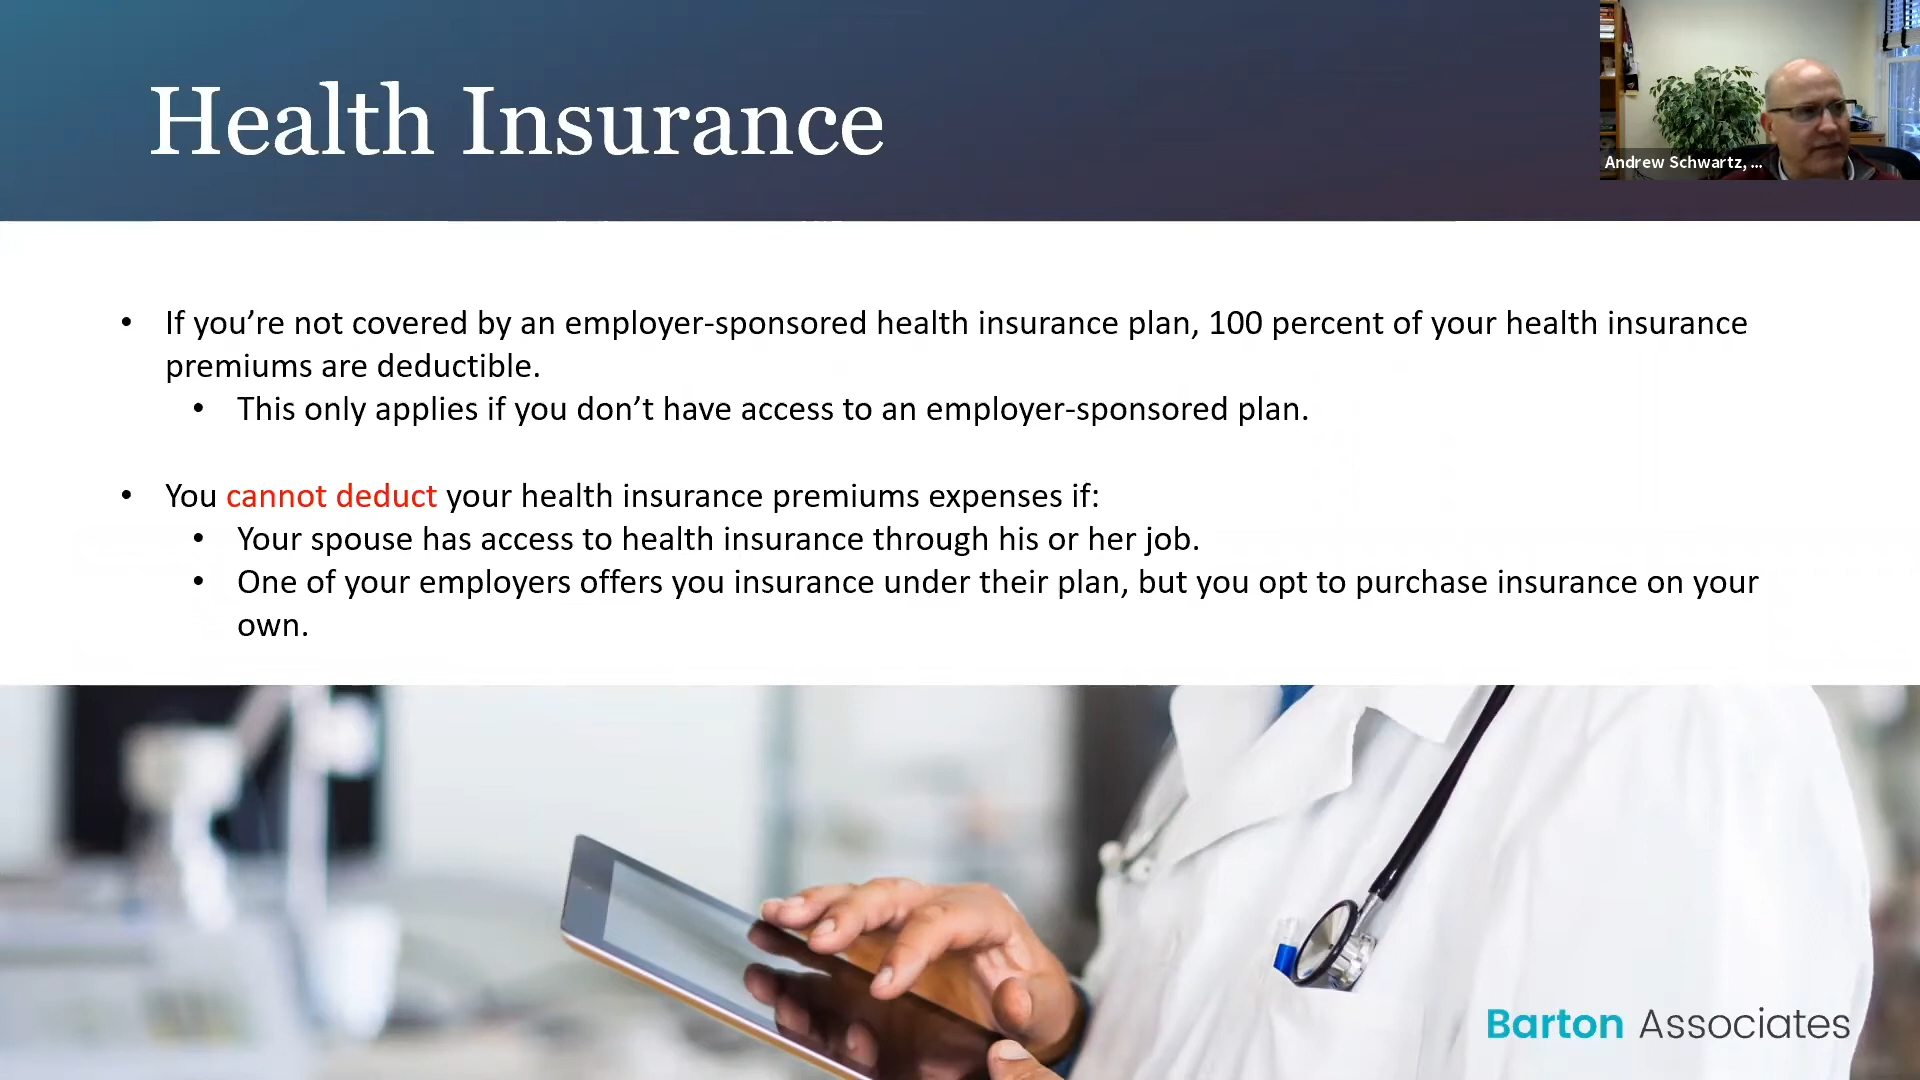 Health Insurance
Andrew Schwartz, ...
• If you’re not covered by an employer-sponsored health insurance plan, 100 percent of your health insurance
premiums are deductible.
• This only applies if you don’t have access to an employer-sponsored plan.
• You cannot deduct your health insurance premiums expenses if:
• Your spouse has access to health insurance through his or her job.
• One of your employers offers you insurance under their plan, but you opt to purchase insurance on your
own.
Barton Associates